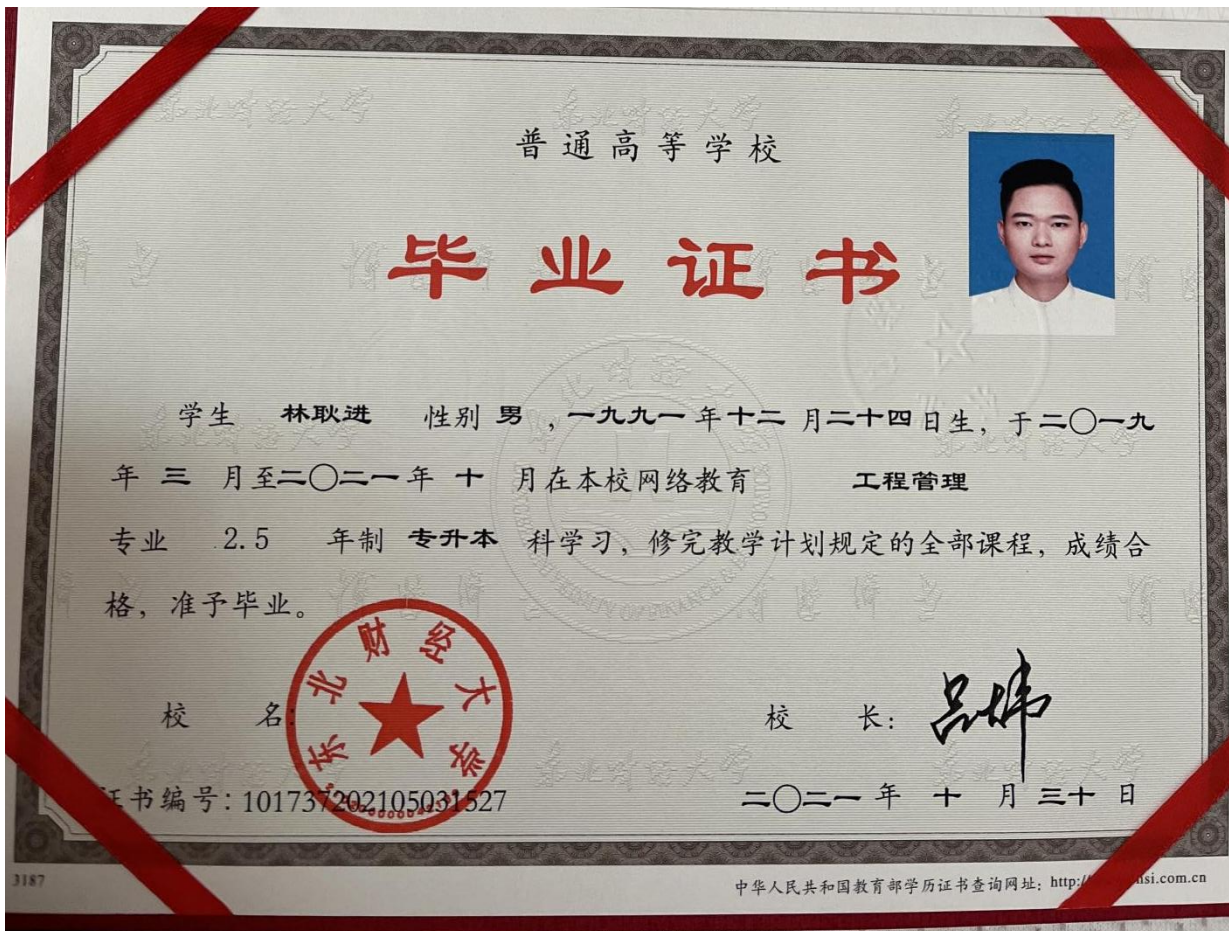 普通高等学校
毕业证书
学生 林耿进 性别 男 ，一九九一年十二月二十四日生，于二〇一九
年 三 月至二〇二一年 十 月在本校网络教育 工程管理
专业 2.5 年制 专升本 科学习，修完教学计划规定的全部课程，成绩合
格，准予毕业。
东北财经大学
校 名: 校 长: 吕炜
证书编号: 101737202105031527 二〇二一年 十 月 三十 日
3187 中华人民共和国教育部学历证书查询网址: http:// si.com.cn